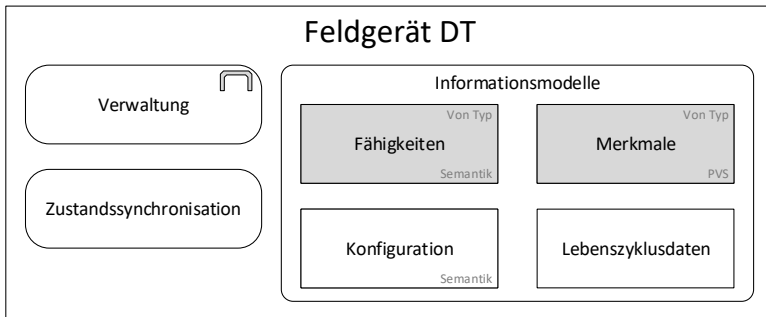 Feldgerät DT
Verwaltung
Zustandssynchronisation
Informationsmodelle
Von Typ
Fähigkeiten
Semantik
Von Typ
Merkmale
PVS
Konfiguration
Semantik
Lebenszyklusdaten